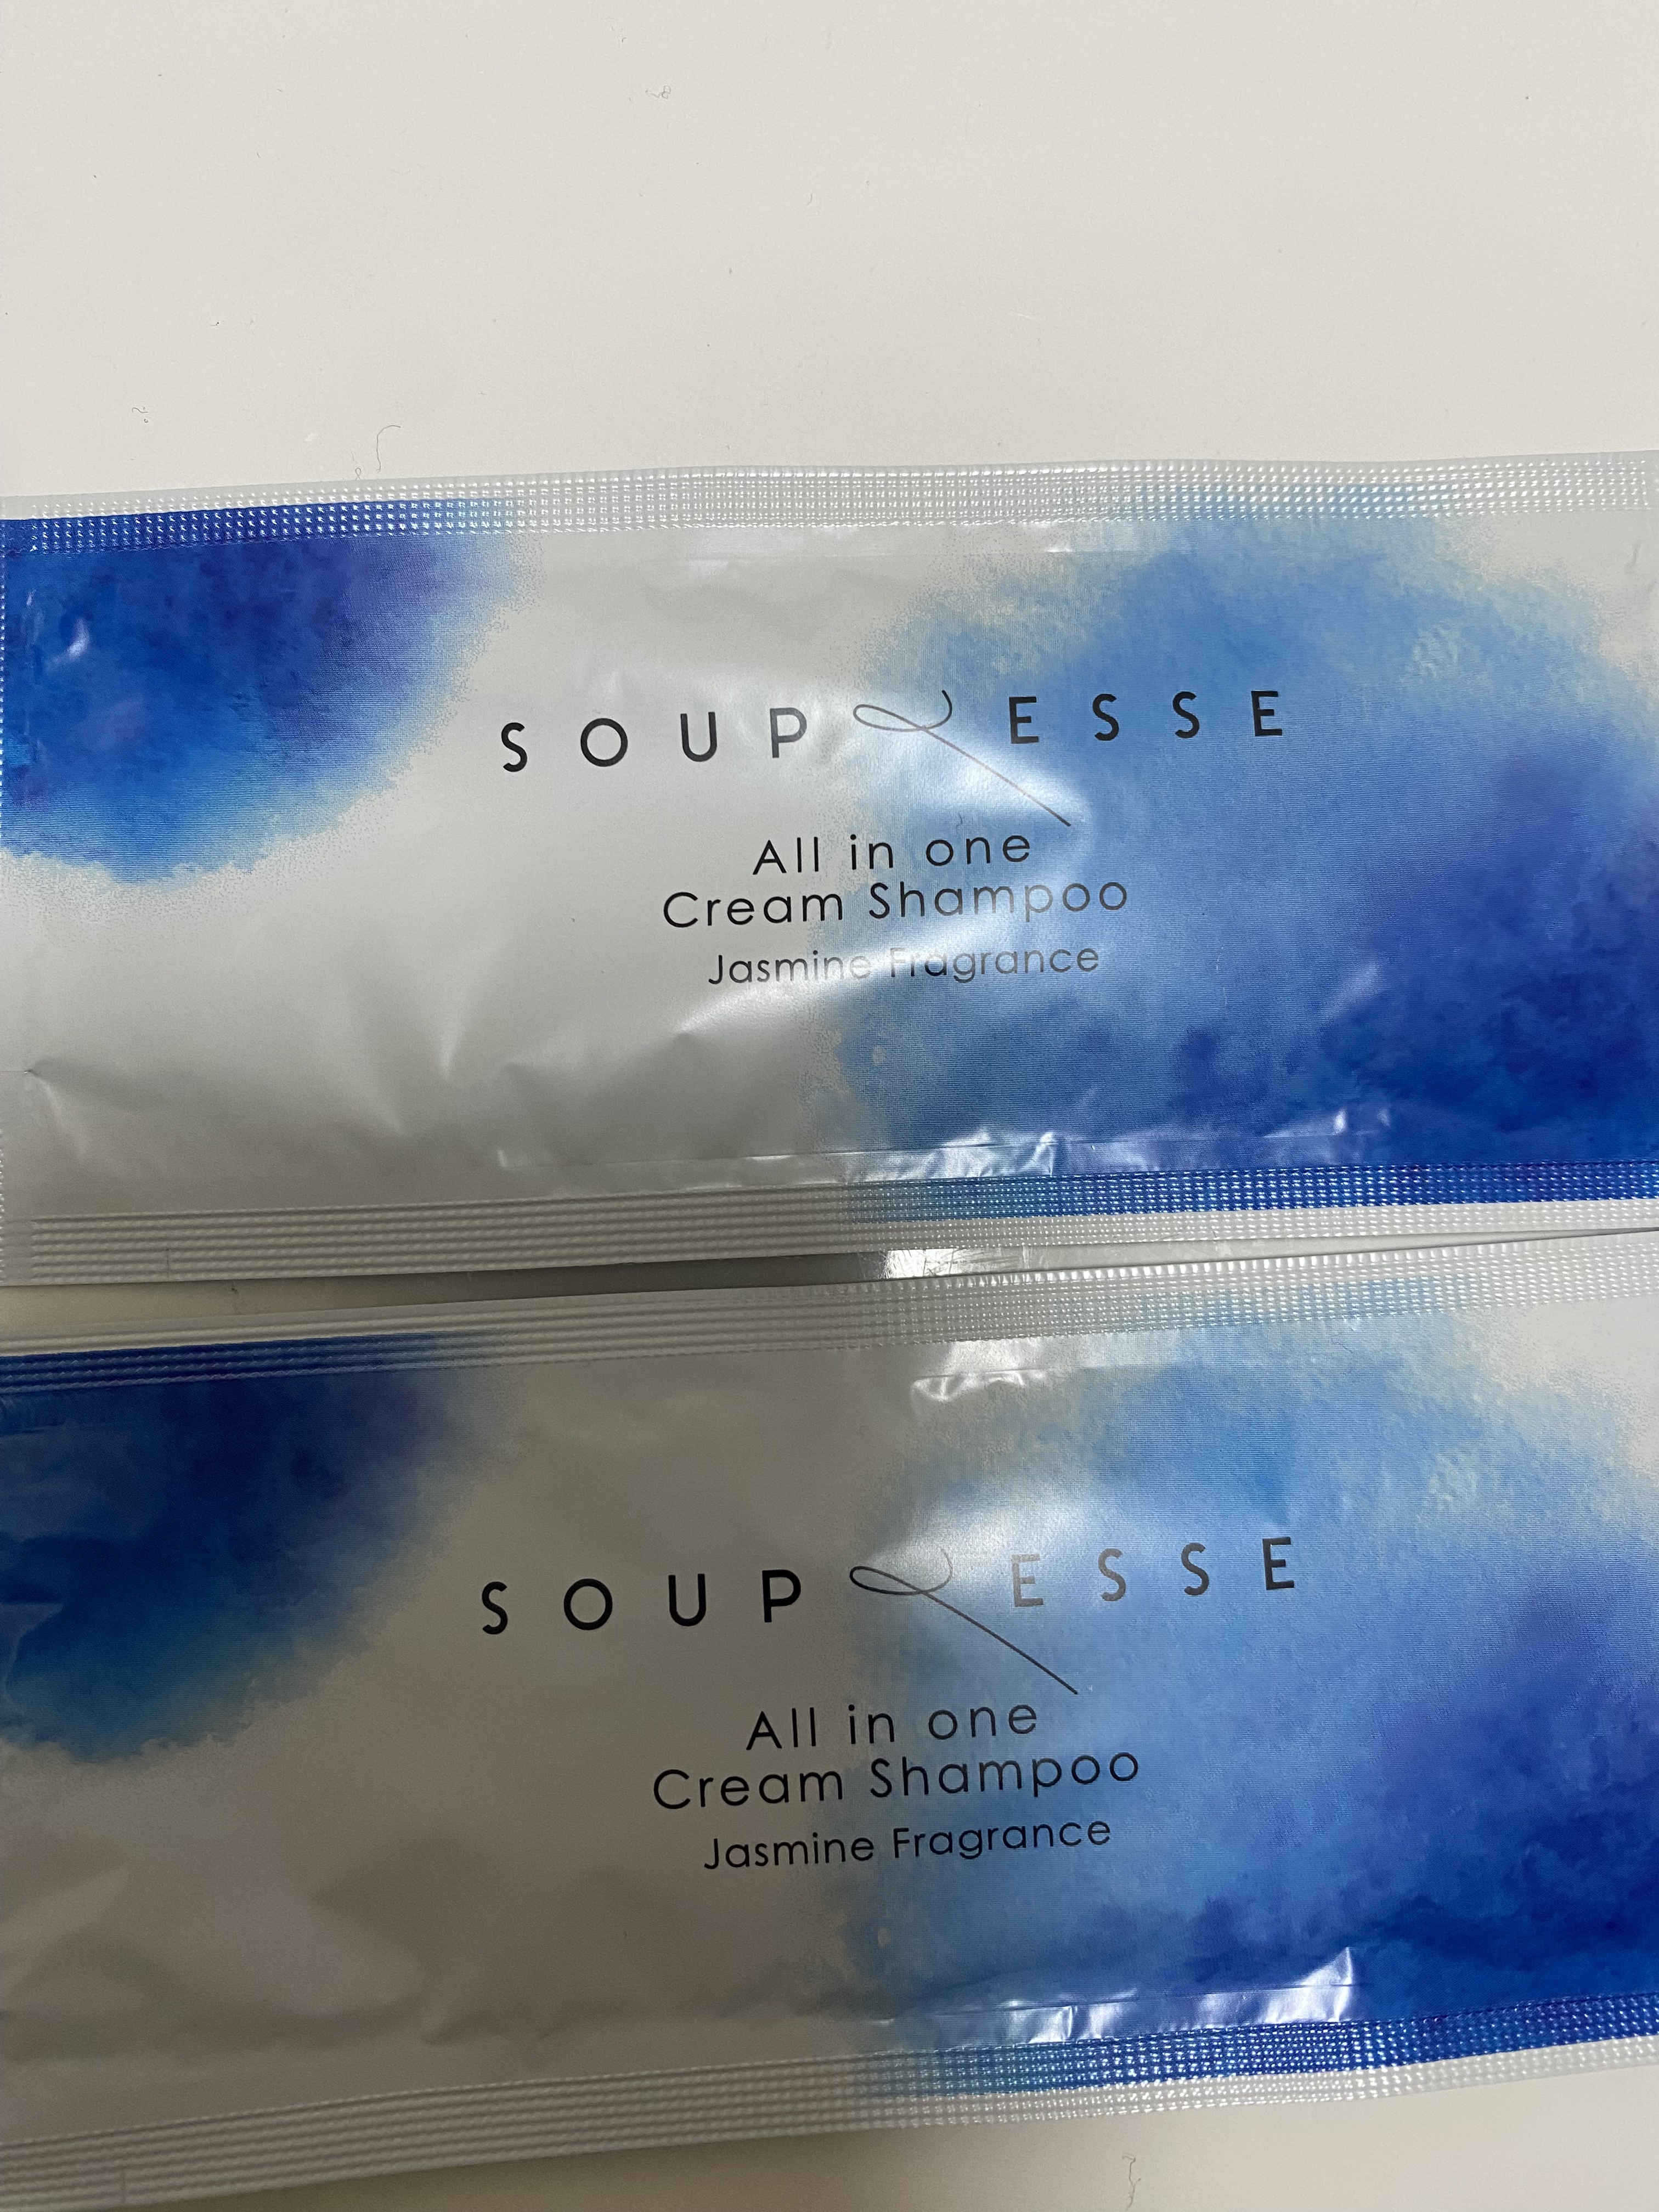 SOUPLESSE
All in one
Cream Shampoo
Jasmine Fragrance
SOUPLESSE
All in one
Cream Shampoo
Jasmine Fragrance